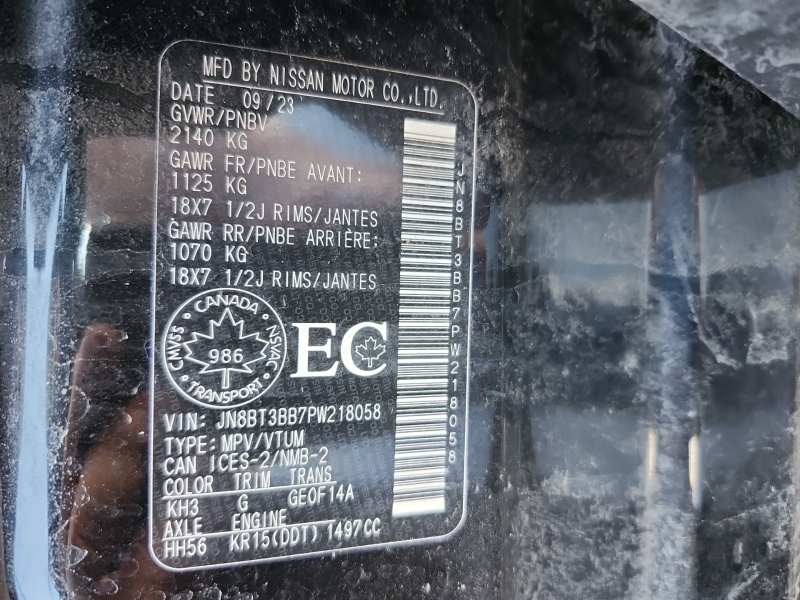 MFD BY NISSAN MOTOR CO.,LTD.
DATE 09/23
GVWR/PNBV
2140 KG
GAWR FR/PNBE AVANT:
1125 KG
18X7 1/2J RIMS/JANTES
GAWR RR/PNBE ARRIÈRE:
1070 KG
18X7 1/2J RIMS/JANTES
CANADA
CMVSS NSVAC
986
TRANSPORT
EC
VIN: JN8BT3BB7PW218058
TYPE:MPV/VTUM
CAN ICES-2/NMB-2
COLOR TRIM TRANS
KH3 G GE0F14A
AXLE ENGINE
HH56 KR15(DDT) 1497CC
JN8BT3BB7PW218058